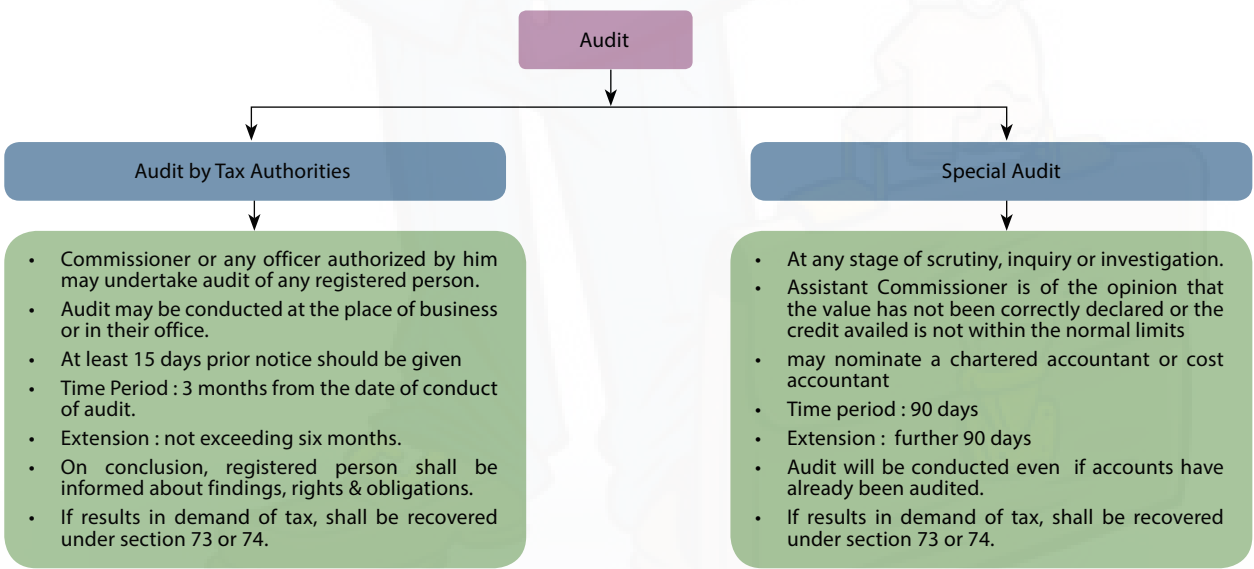 Audit
Audit by Tax Authorities
• Commissioner or any officer authorized by him
may undertake audit of any registered person.
• Audit may be conducted at the place of business
or in their office.
• At least 15 days prior notice should be given
• Time Period : 3 months from the date of conduct
of audit.
• Extension : not exceeding six months.
• On conclusion, registered person shall be
informed about findings, rights & obligations.
• If results in demand of tax, shall be recovered
under section 73 or 74.
Special Audit
• At any stage of scrutiny, inquiry or investigation.
• Assistant Commissioner is of the opinion that
the value has not been correctly declared or the
credit availed is not within the normal limits
• may nominate a chartered accountant or cost
accountant
• Time period : 90 days
• Extension : further 90 days
• Audit will be conducted even if accounts have
already been audited.
• If results in demand of tax, shall be recovered
under section 73 or 74.